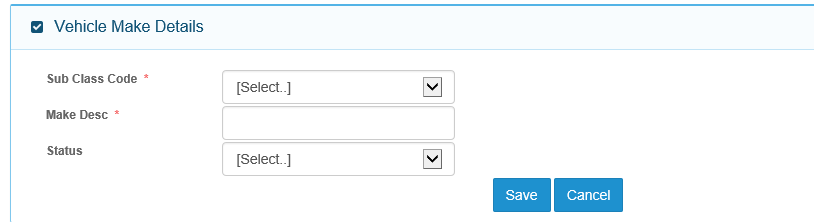 Vehicle Make Details
Sub Class Code *
[Select..]
Make Desc *
Status
[Select..]
Save Cancel